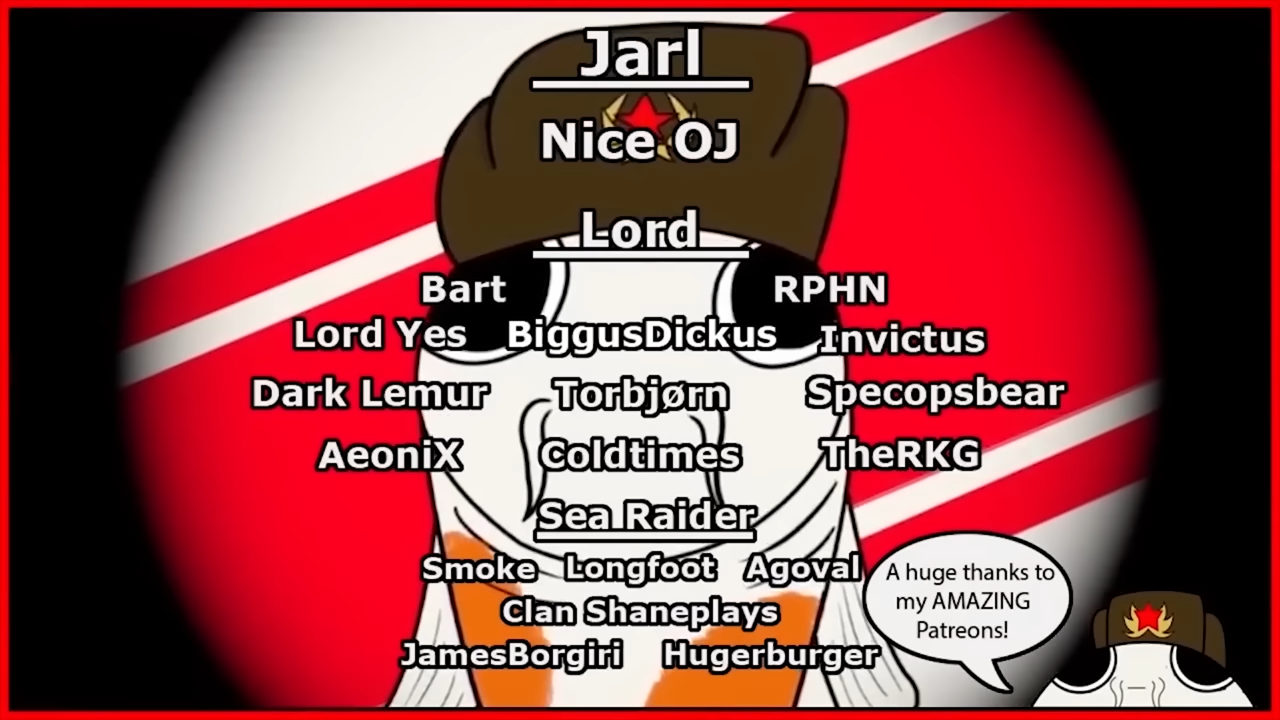 Jarl
Nice OJ
Lord
Bart RPHN
Lord Yes BiggusDickus Invictus
Dark Lemur Torbjørn Specopsbear
AeoniX Coldtimes TheRKG
Sea Raider
Smoke Longfoot Agoval
Clan Shaneplays
JamesBorgiri Hugerburger
A huge thanks to
my AMAZING
Patreons!